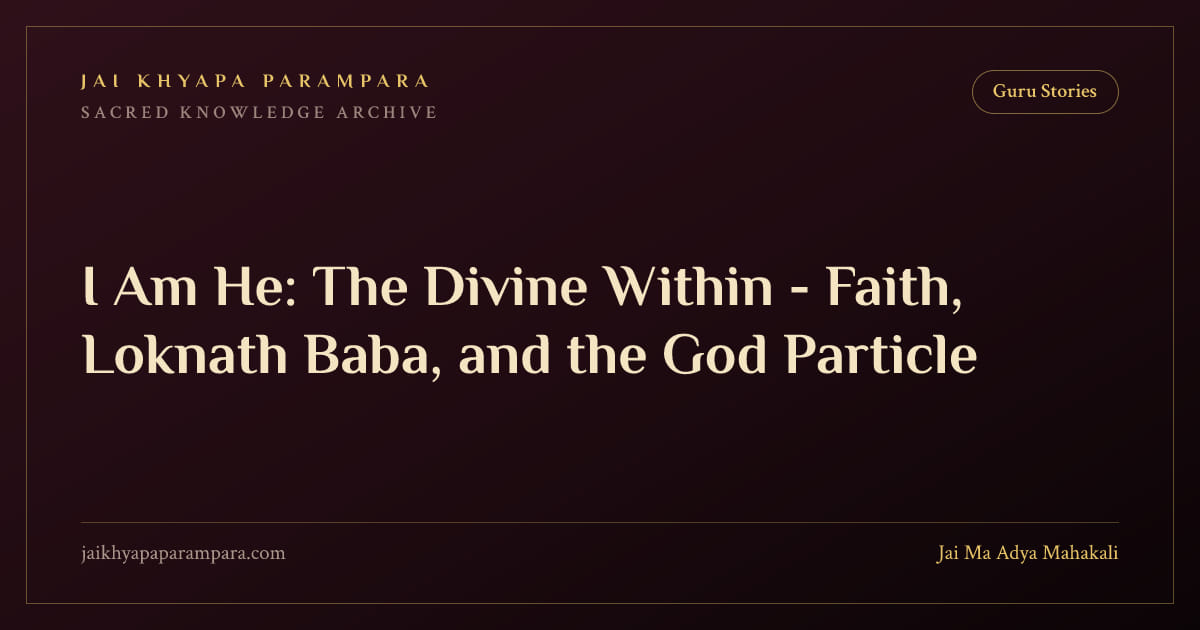 JAI KHYAPA PARAMPARA
SACRED KNOWLEDGE ARCHIVE
Guru Stories
I Am He: The Divine Within - Faith,
Loknath Baba, and the God Particle
jaikhyapaparampara.com
Jai Ma Adya Mahakali